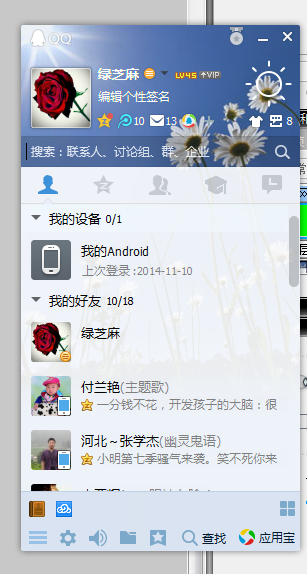 QQ
绿芝麻 LV45 VIP
编辑个性签名
10 13 8
搜索：联系人、讨论组、群、企业
我的设备 0/1
我的Android
上次登录 :2014-11-10
我的好友 10/18
绿芝麻
付兰艳(主题歌)
一分钱不花，开发孩子的大脑：很
河北～张学杰(幽灵鬼语)
小明第七季骚气来袭。笑不死你来
查找 应用宝